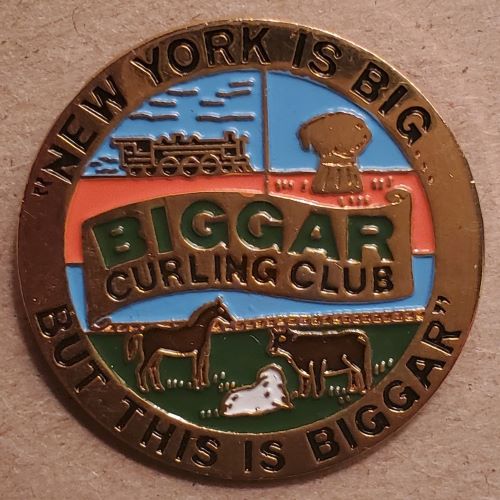 "NEW YORK IS BIG...
BIGGAR
CURLING CLUB
BUT THIS IS BIGGAR"